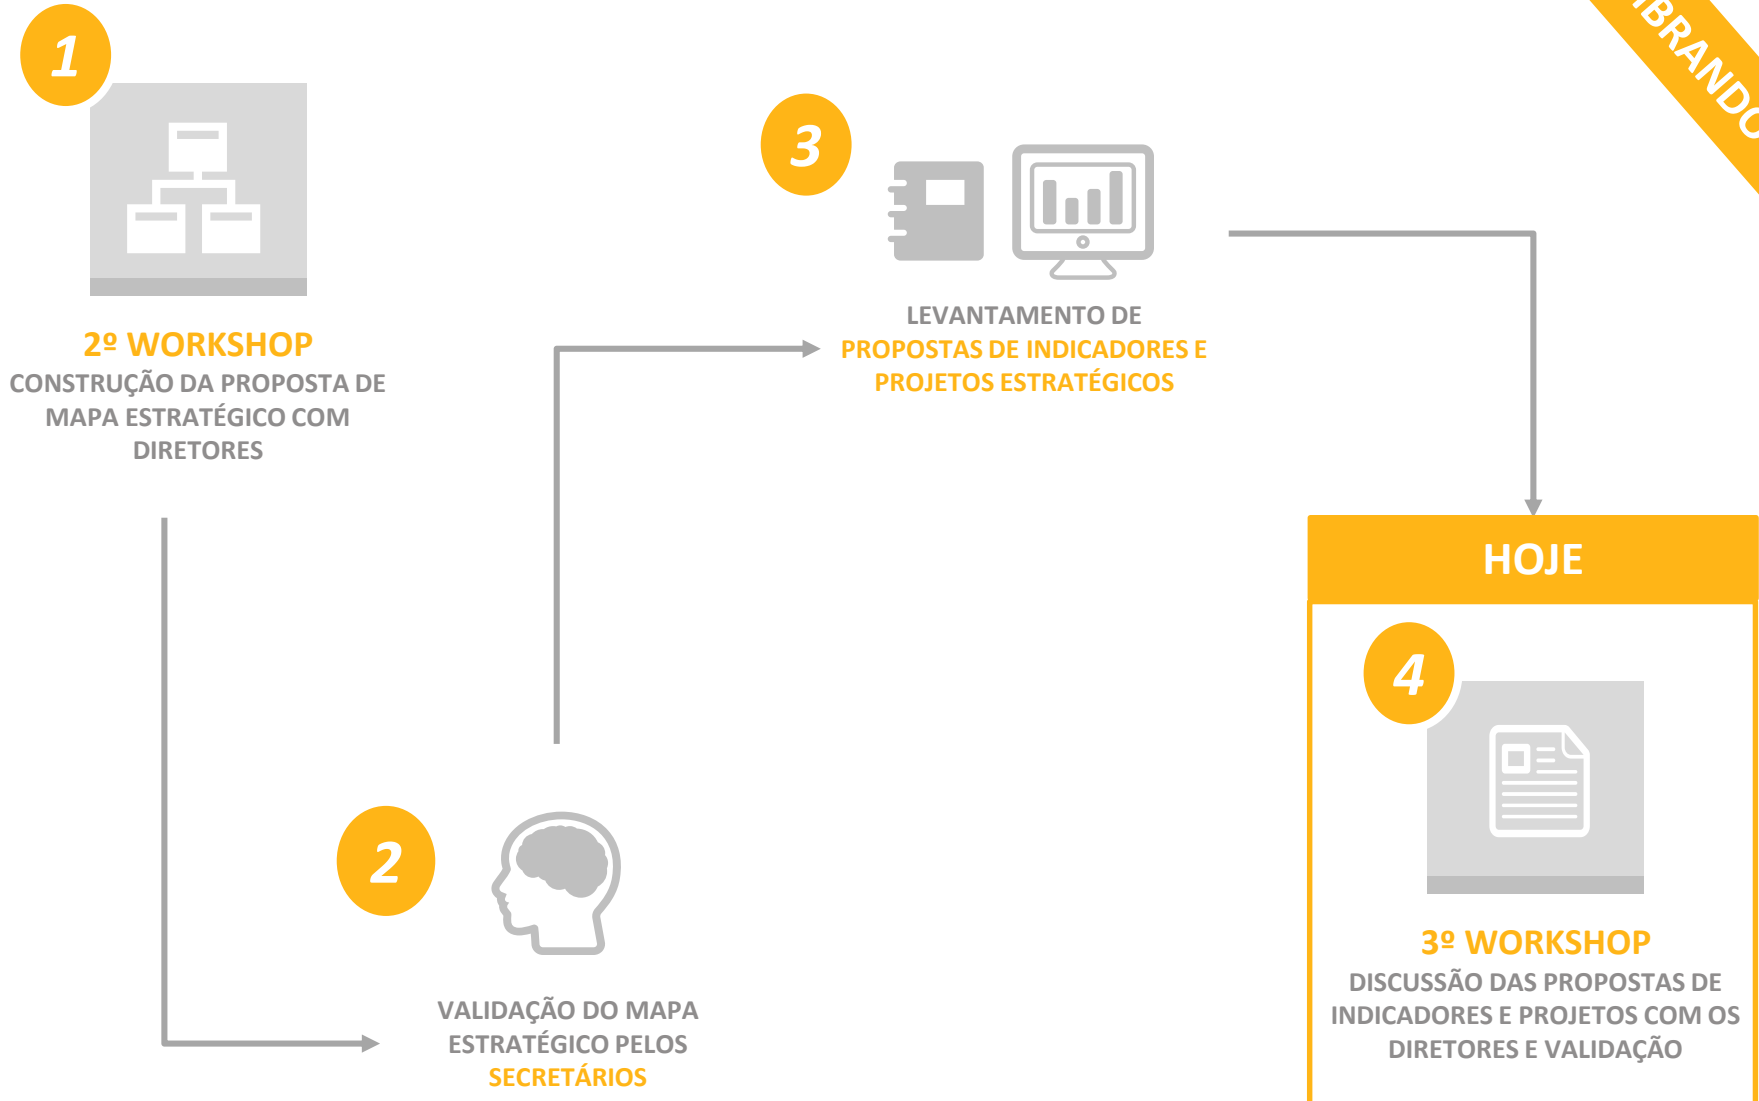 1
2º WORKSHOP
CONSTRUÇÃO DA PROPOSTA DE
MAPA ESTRATÉGICO COM
DIRETORES
2
VALIDAÇÃO DO MAPA
ESTRATÉGICO PELOS
SECRETÁRIOS
3
LEVANTAMENTO DE
PROPOSTAS DE INDICADORES E
PROJETOS ESTRATÉGICOS
HOJE
4
3º WORKSHOP
DISCUSSÃO DAS PROPOSTAS DE
INDICADORES E PROJETOS COM OS
DIRETORES E VALIDAÇÃO